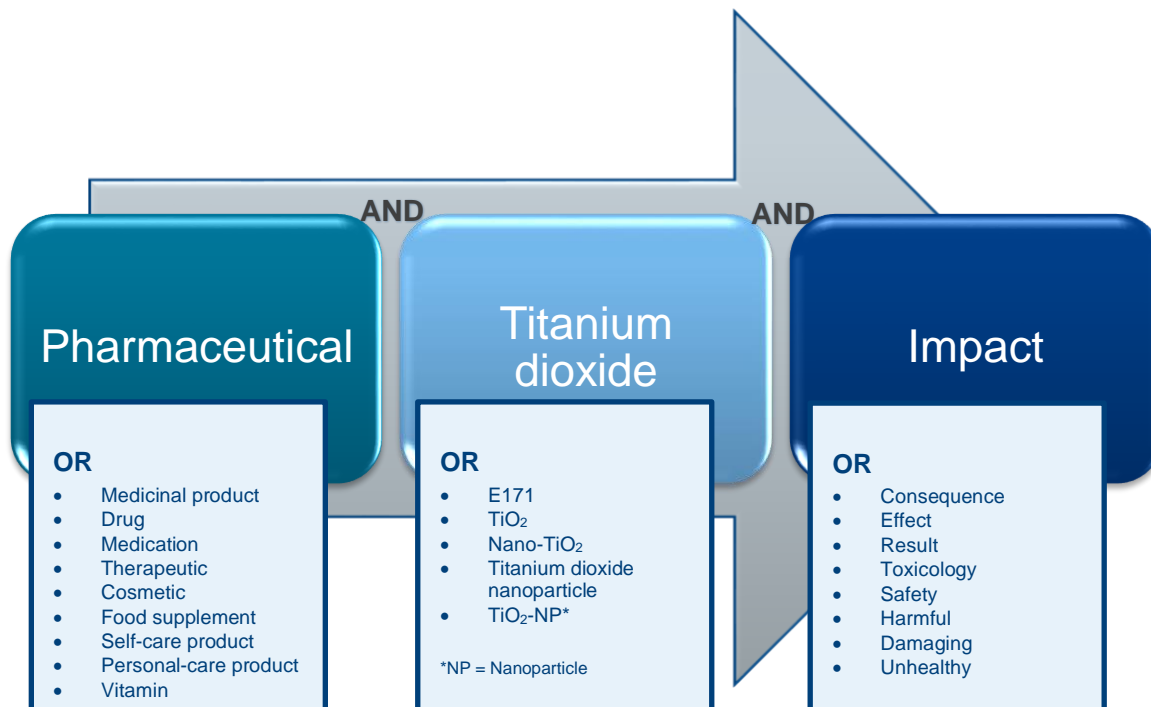 AND
AND
Pharmaceutical
Titanium
dioxide
Impact
OR
• Medicinal product
• Drug
• Medication
• Therapeutic
• Cosmetic
• Food supplement
• Self-care product
• Personal-care product
• Vitamin
OR
• E171
• TiO₂
• Nano-TiO₂
• Titanium dioxide
nanoparticle
• TiO₂-NP*
*NP = Nanoparticle
OR
• Consequence
• Effect
• Result
• Toxicology
• Safety
• Harmful
• Damaging
• Unhealthy